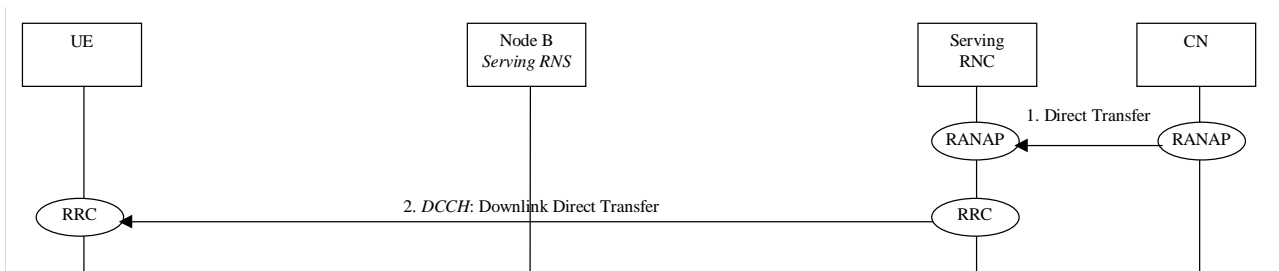 UE
Node B
Serving RNS
Serving
RNC
CN
1. Direct Transfer
RANAP
RANAP
2. DCCH: Downlink Direct Transfer
RRC
RRC